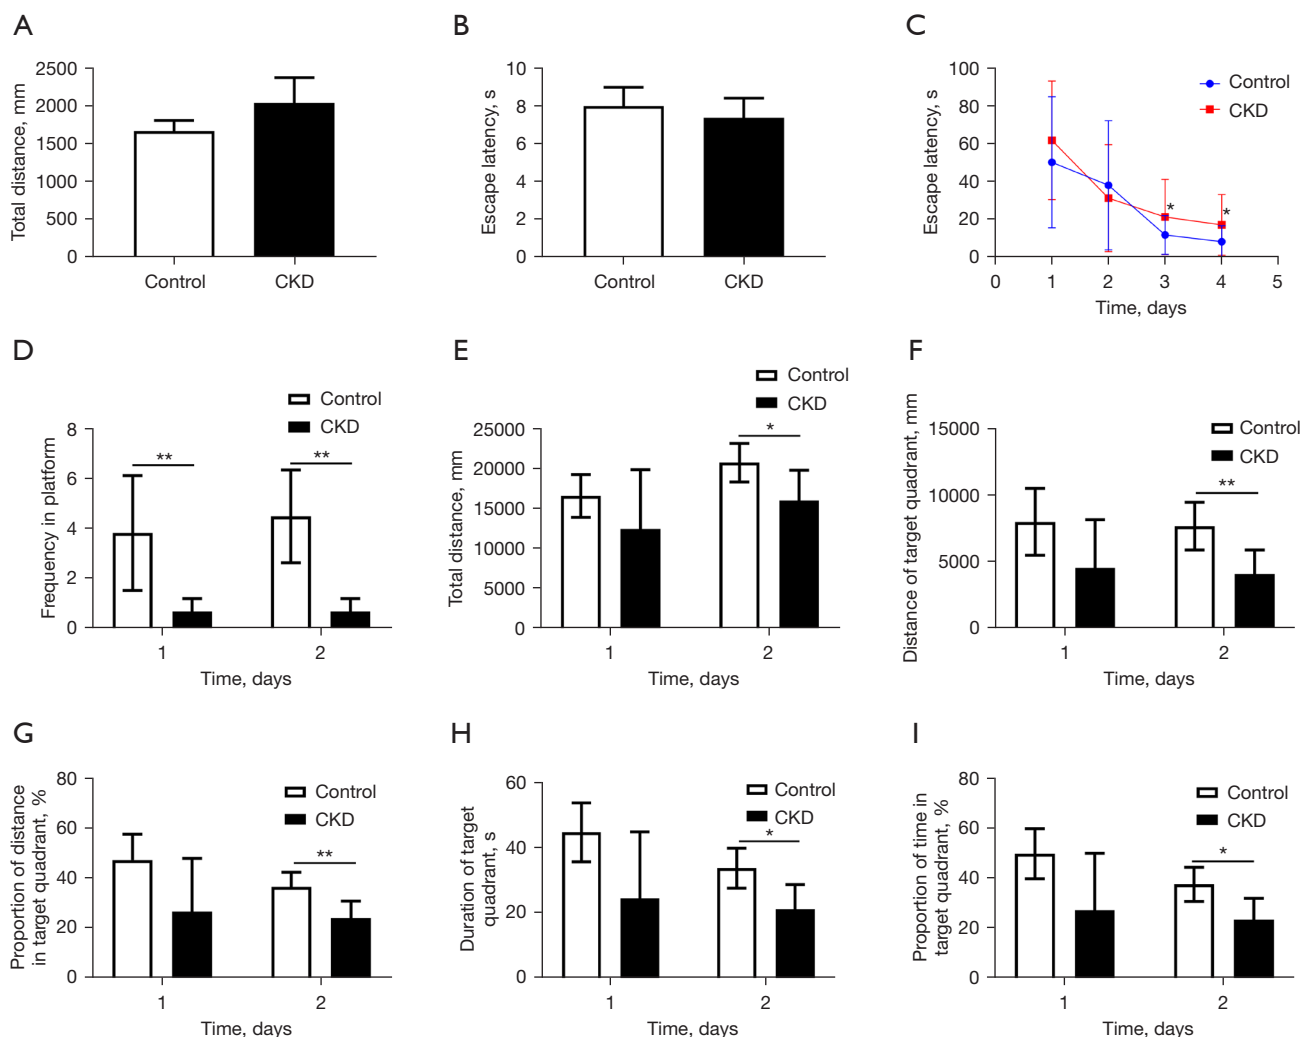 A
Total distance, mm
2500
2000
1500
1000
500
0
Control
CKD
B
Escape latency, s
10
8
6
4
2
0
Control
CKD
C
Escape latency, s
100
80
60
40
20
0
Control
CKD
*
*
0
1
2
3
4
5
Time, days
D
Frequency in platform
Control
CKD
8
6
4
2
0
**
**
1
2
Time, days
E
Total distance, mm
Control
CKD
25000
20000
15000
10000
5000
0
*
1
2
Time, days
F
Distance of target quadrant, mm
Control
CKD
15000
10000
5000
0
**
1
2
Time, days
G
Proportion of distance
in target quadrant, %
Control
CKD
80
60
40
20
0
**
1
2
Time, days
H
Duration of target
quadrant, s
Control
CKD
60
40
20
0
*
1
2
Time, days
I
Proportion of time in
target quadrant, %
Control
CKD
80
60
40
20
0
*
1
2
Time, days